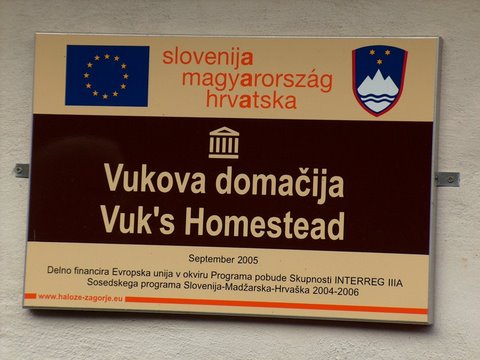 slovenija
magyarország
hrvatska
Vukova domačija
Vuk's Homestead
September 2005
Delno financira Evropska unija v okviru Programa pobude Skupnosti INTERREG IIIA
Sosedskega programa Slovenija-Madžarska-Hrvaška 2004-2006
www.haloze-zagorje.eu